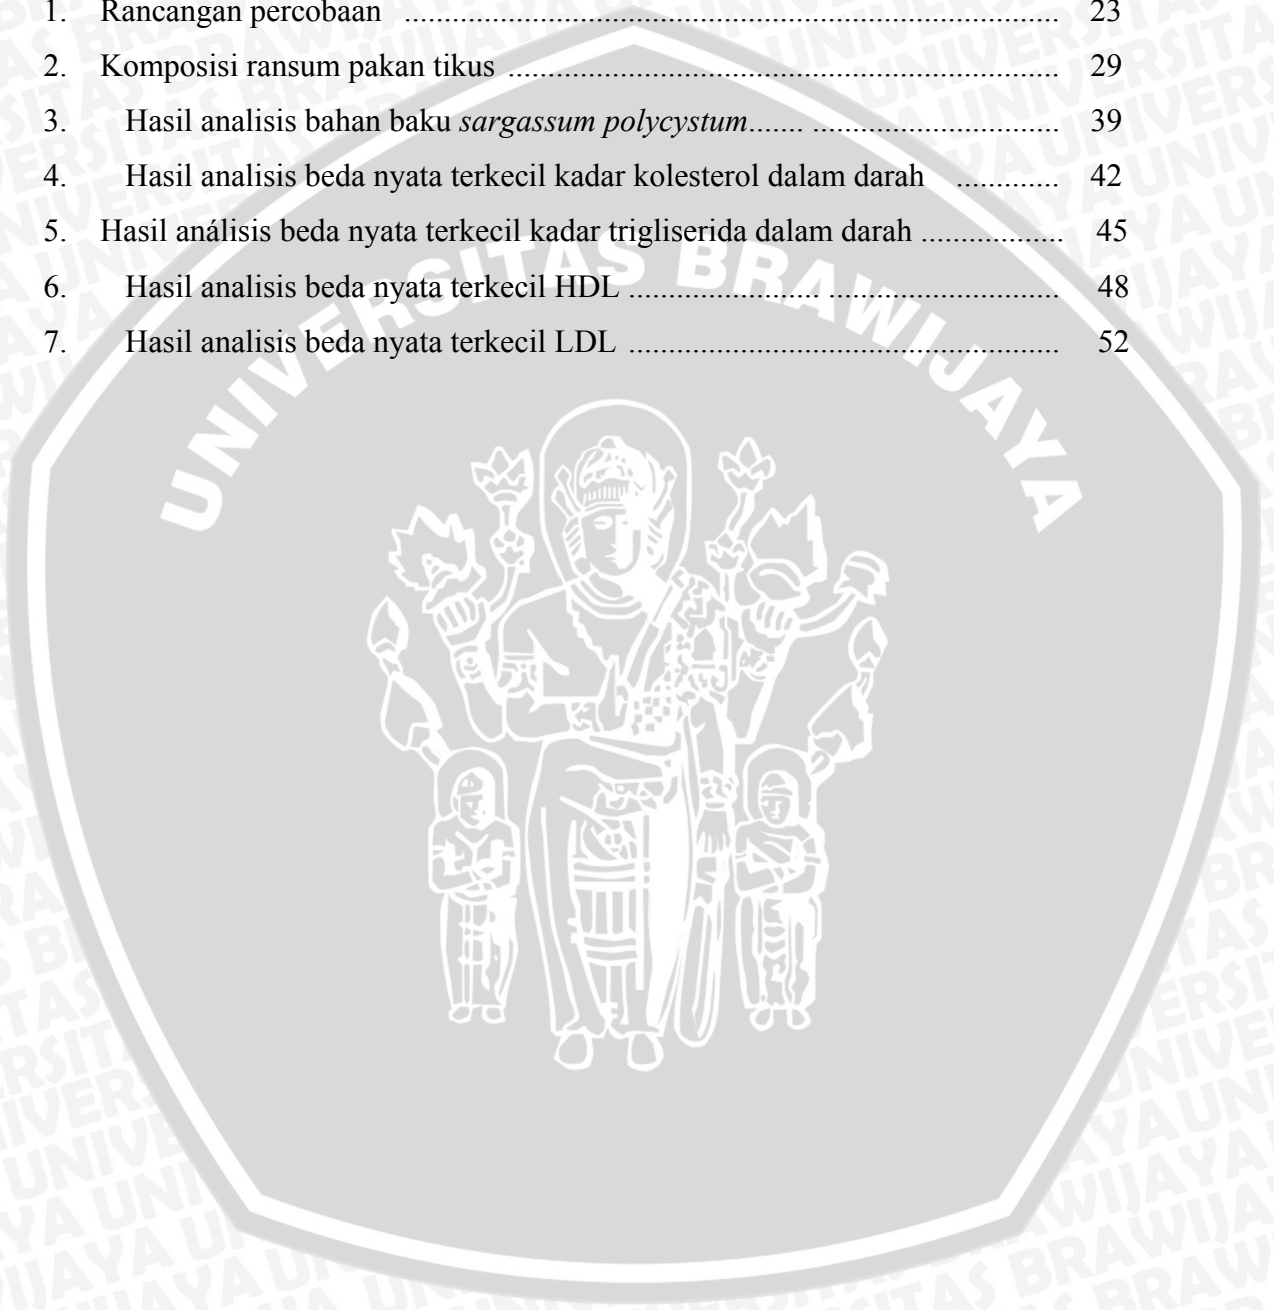 1. Rancangan percobaan ........................................................................ 23
2. Komposisi ransum pakan tikus ............................................................. 29
3. Hasil analisis bahan baku sargassum polycystum....... ........................... 39
4. Hasil analisis beda nyata terkecil kadar kolesterol dalam darah ............. 42
5. Hasil análisis beda nyata terkecil kadar trigliserida dalam darah ................ 45
6. Hasil analisis beda nyata terkecil HDL ..................... ......................... 48
7. Hasil analisis beda nyata terkecil LDL ............................................... 52
UNIVERSITAS BRAWIJAYA